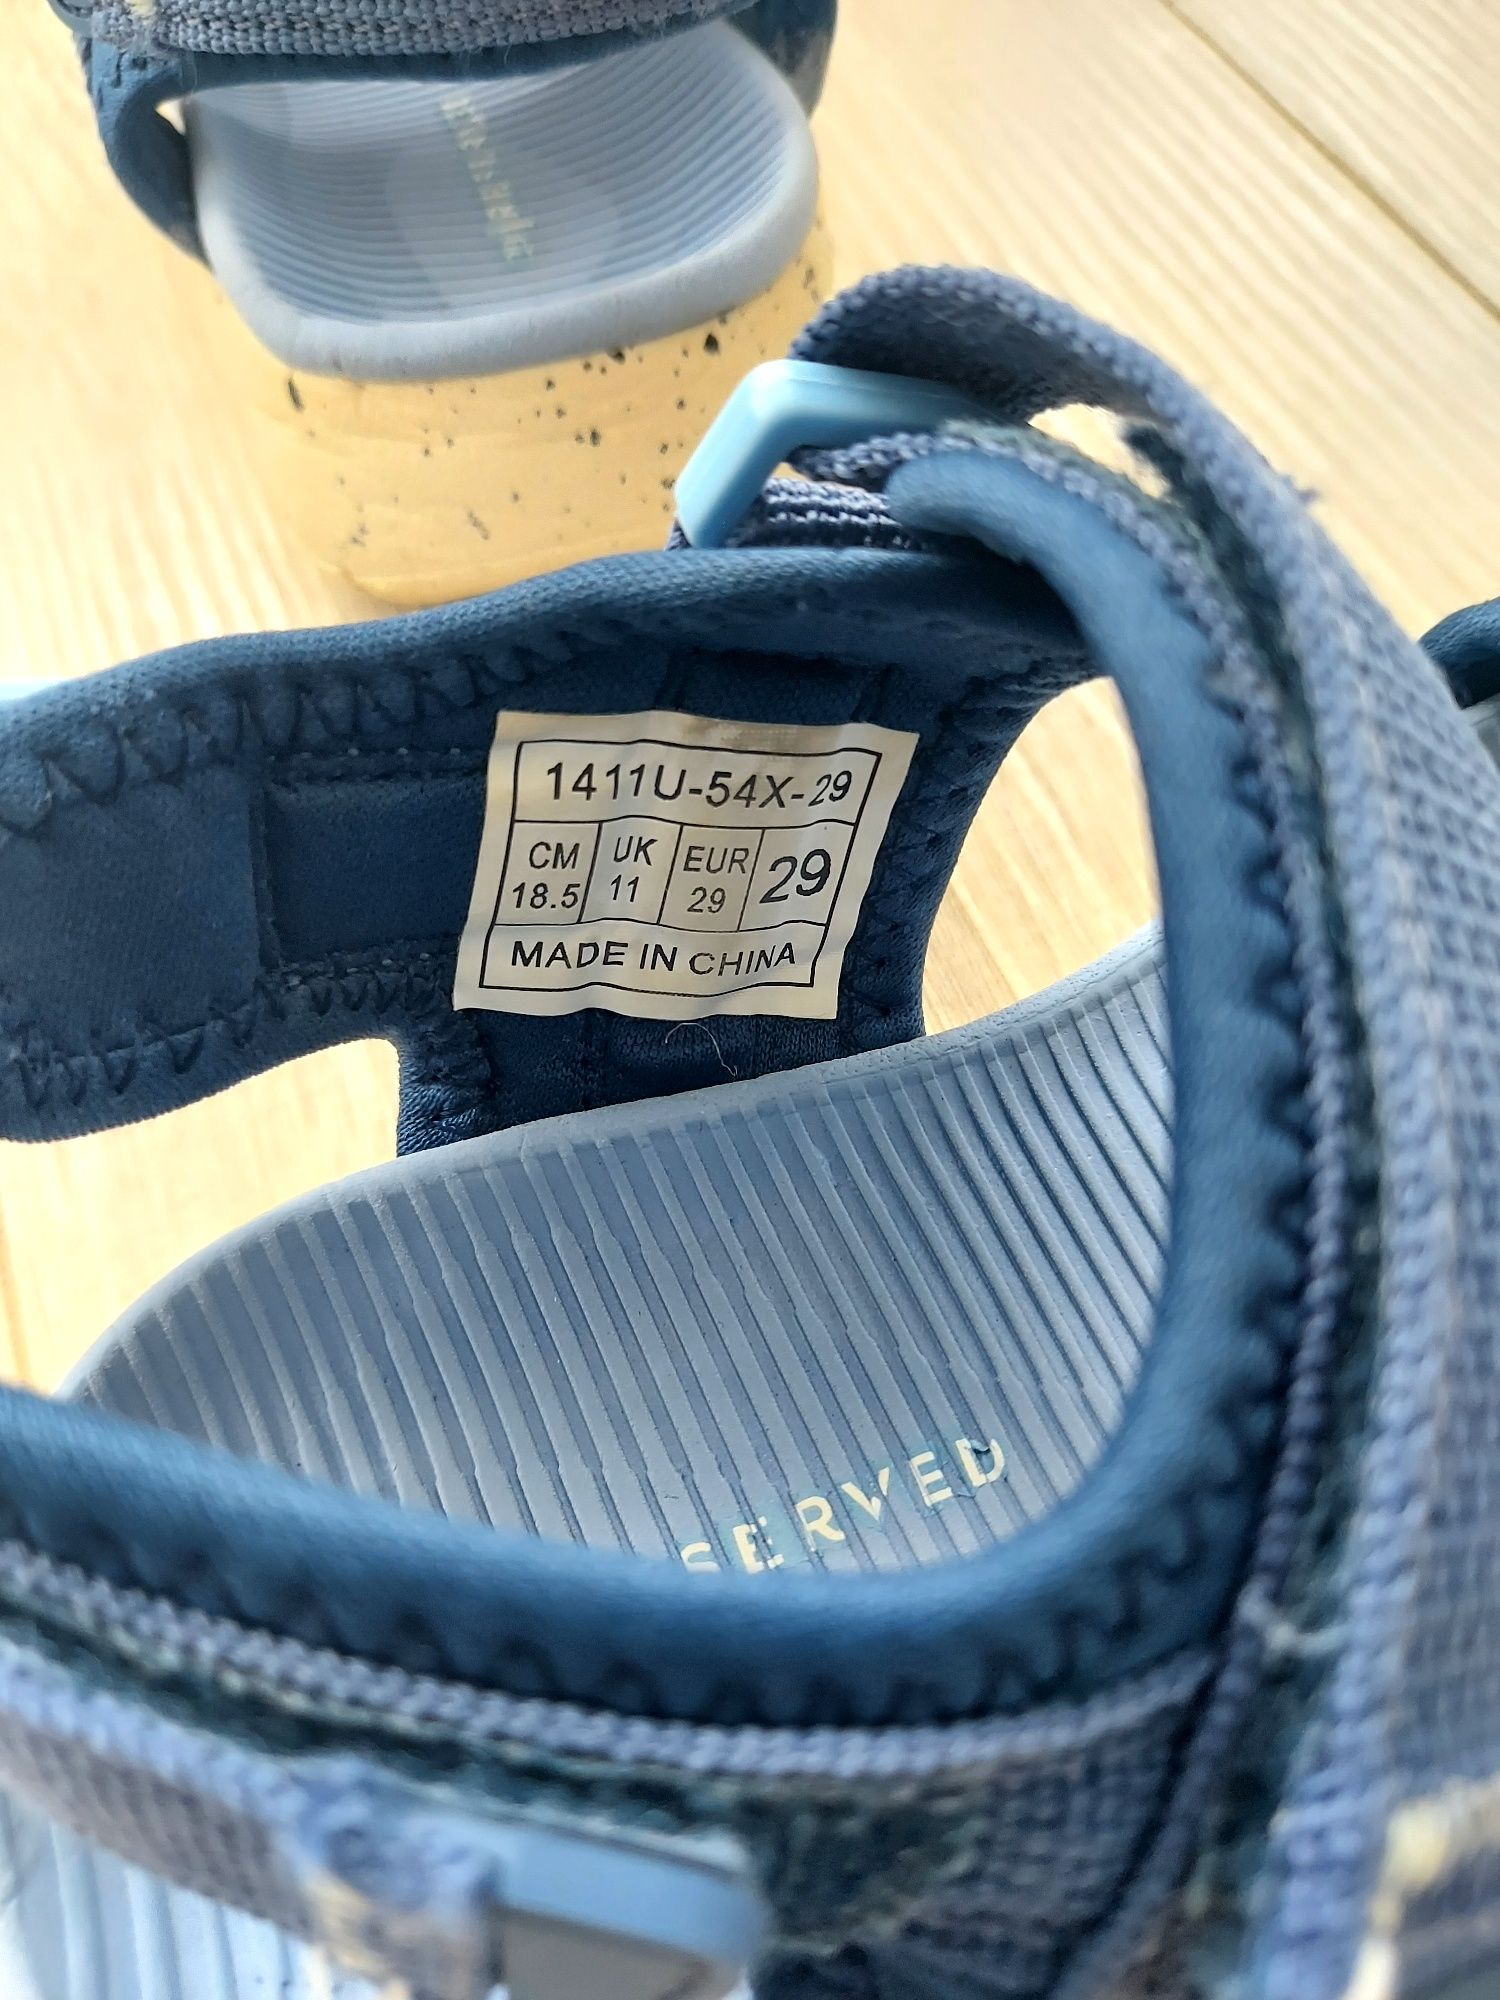 1411U-54X-29
CM UK EUR 29
18.5 11 29
MADE IN CHINA
SERVED